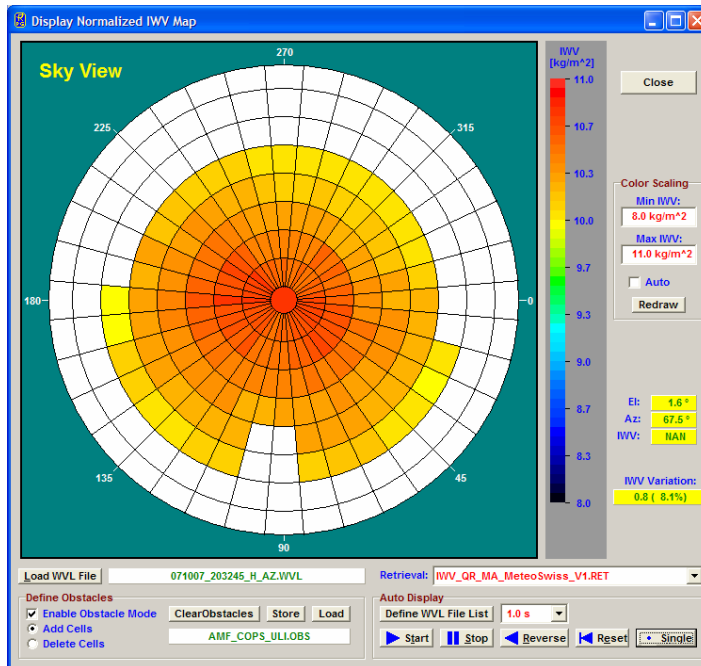 Display Normalized IWV Map
Sky View
270
225
315
180
0
135
45
90
IWV
[kg/m^2]
11.0
10.7
10.3
10.0
9.7
9.3
9.0
8.7
8.3
8.0
Close
Color Scaling
Min IWV:
8.0 kg/m^2
Max IWV:
11.0 kg/m^2
Auto
Redraw
El: 1.6 °
Az: 67.5 °
IWV: NAN
IWV Variation:
0.8 ( 8.1%)
Load WVL File 071007_203245_H_AZ.WVL Retrieval: IWV_QR_MA_MeteoSwiss_V1.RET
Define Obstacles
Enable Obstacle Mode ClearObstacles Store Load
Add Cells
Delete Cells
AMF_COPS_ULI.OBS
Auto Display
Define WVL File List 1.0 s
Start Stop Reverse Reset Single